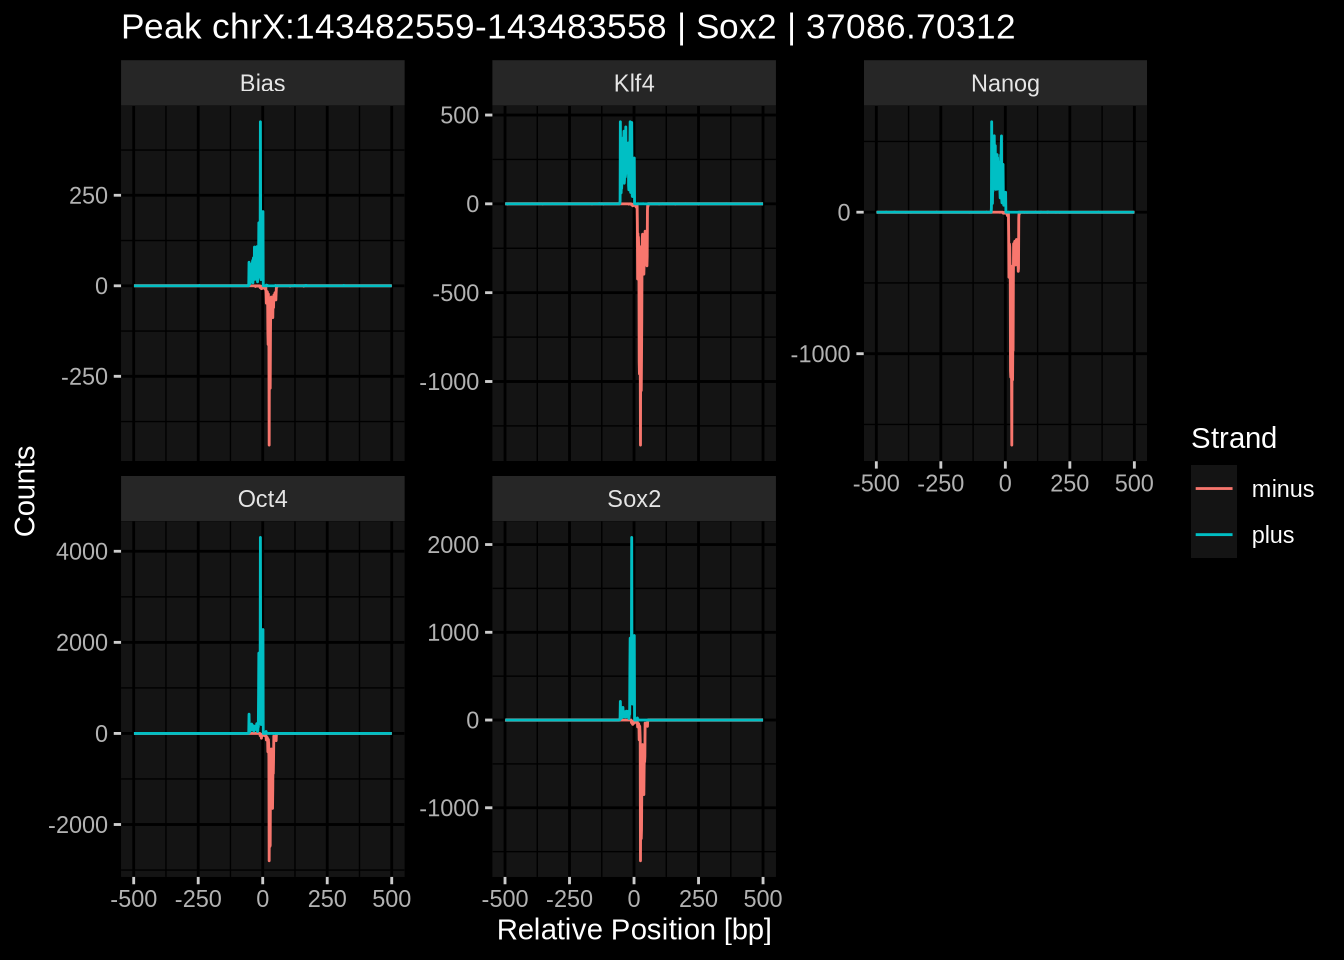 Peak chrX:143482559-143483558 | Sox2 | 37086.70312
Bias
Klf4
Nanog
250
0
-250
500
0
-500
-1000
0
-1000
-500 -250 0 250 500
Counts
Strand
minus
plus
Oct4
Sox2
4000
2000
0
-2000
2000
1000
0
-1000
-500 -250 0 250 500
-500 -250 0 250 500
Relative Position [bp]